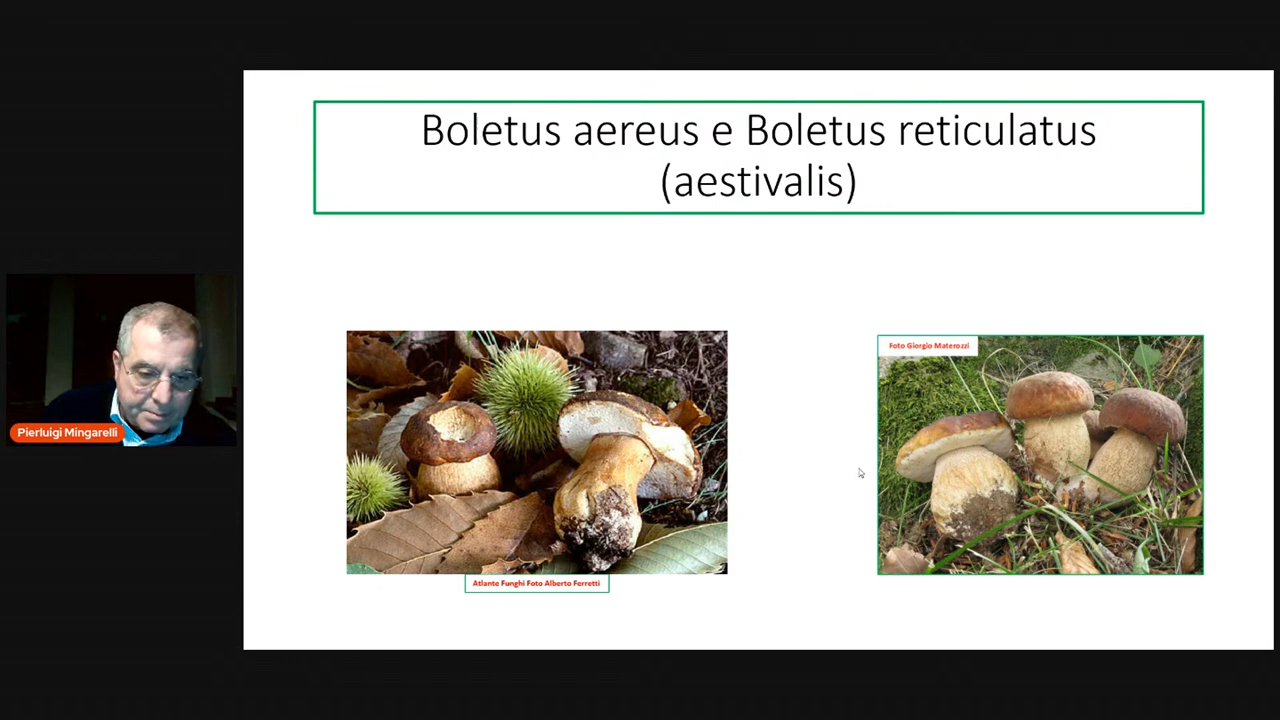 Boletus aereus e Boletus reticulatus
(aestivalis)
Foto Giorgio Materozzi
Pierluigi Mingarelli
Atlante Funghi Foto Alberto Ferretti